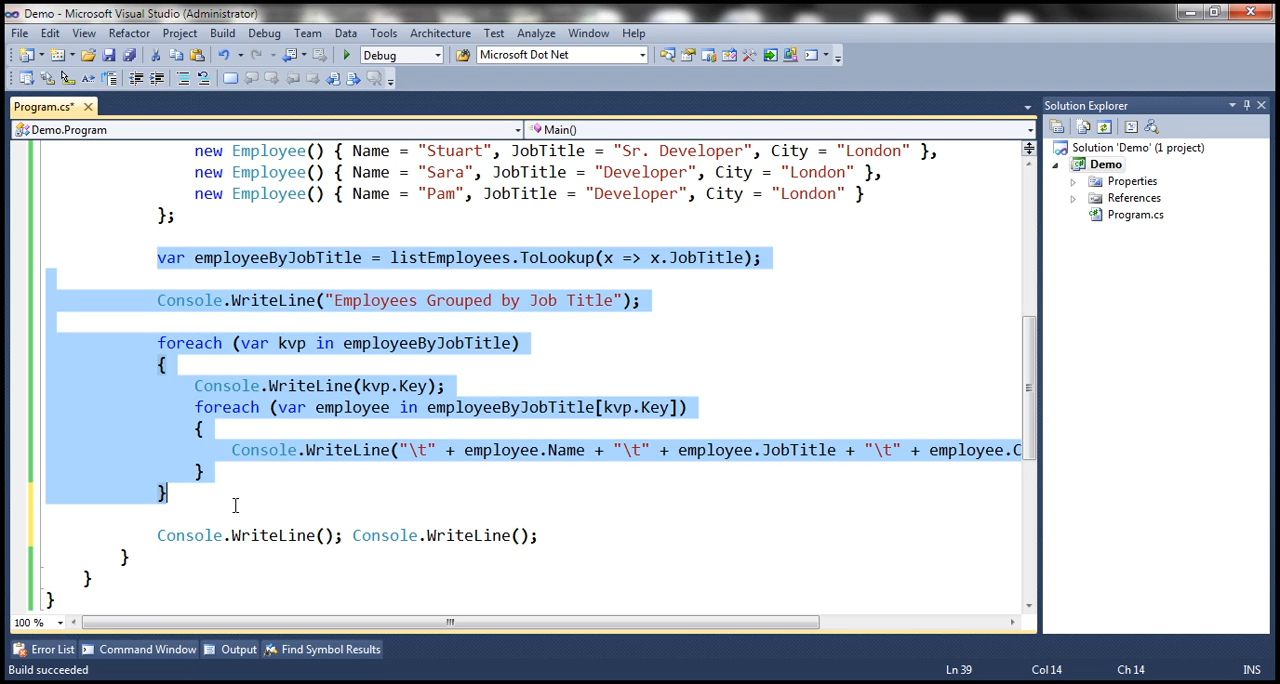 Demo - Microsoft Visual Studio (Administrator)
File Edit View Refactor Project Build Debug Team Data Tools Architecture Test Analyze Window Help
Debug Microsoft Dot Net
Program.cs*
Demo.Program Main()
new Employee() { Name = "Stuart", JobTitle = "Sr. Developer", City = "London" },
new Employee() { Name = "Sara", JobTitle = "Developer", City = "London" },
new Employee() { Name = "Pam", JobTitle = "Developer", City = "London" }
};
var employeeByJobTitle = listEmployees.ToLookup(x => x.JobTitle);
Console.WriteLine("Employees Grouped by Job Title");
foreach (var kvp in employeeByJobTitle)
{
Console.WriteLine(kvp.Key);
foreach (var employee in employeeByJobTitle[kvp.Key])
{
Console.WriteLine("\t" + employee.Name + "\t" + employee.JobTitle + "\t" + employee.C
}
}
Console.WriteLine(); Console.WriteLine();
}
}
}
100 %
Solution Explorer
Solution 'Demo' (1 project)
Demo
Properties
References
Program.cs
Error List Command Window Output Find Symbol Results
Build succeeded Ln 39 Col 14 Ch 14 INS